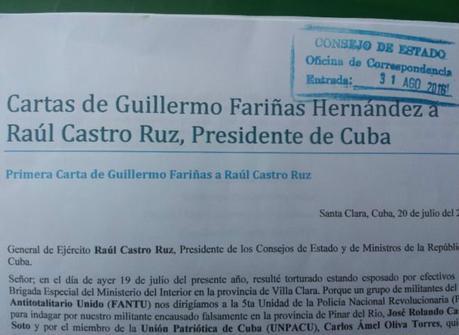 CONSEJO DE ESTADO
Oficina de Correspondencia
Entrada: 31 AGO 2016
Cartas de Guillermo Fariñas Hernández a
Raúl Castro Ruz, Presidente de Cuba
Primera Carta de Guillermo Fariñas a Raúl Castro Ruz
Santa Clara, Cuba, 20 de julio del
General de Ejército Raúl Castro Ruz, Presidente de los Consejos de Estado y de Ministros de la Repúblic
Cuba.
Señor; en el día de ayer 19 de julio del presente año, resulté torturado estando esposado por efectivos
Brigada Especial del Ministerio del Interior en la provincia de Villa Clara. Porque un grupo de militantes del
Antitotalitario Unido (FANTU) nos dirigíamos a la 5ta Unidad de la Policía Nacional Revolucionaria
para indagar por nuestro militante encausado falsamente en la provincia de Pinar del Río, José Rolando
Soto y por el miembro de la Unión Patriótica de Cuba (UNPACU), Carlos Ámel Oliva Torres, qui